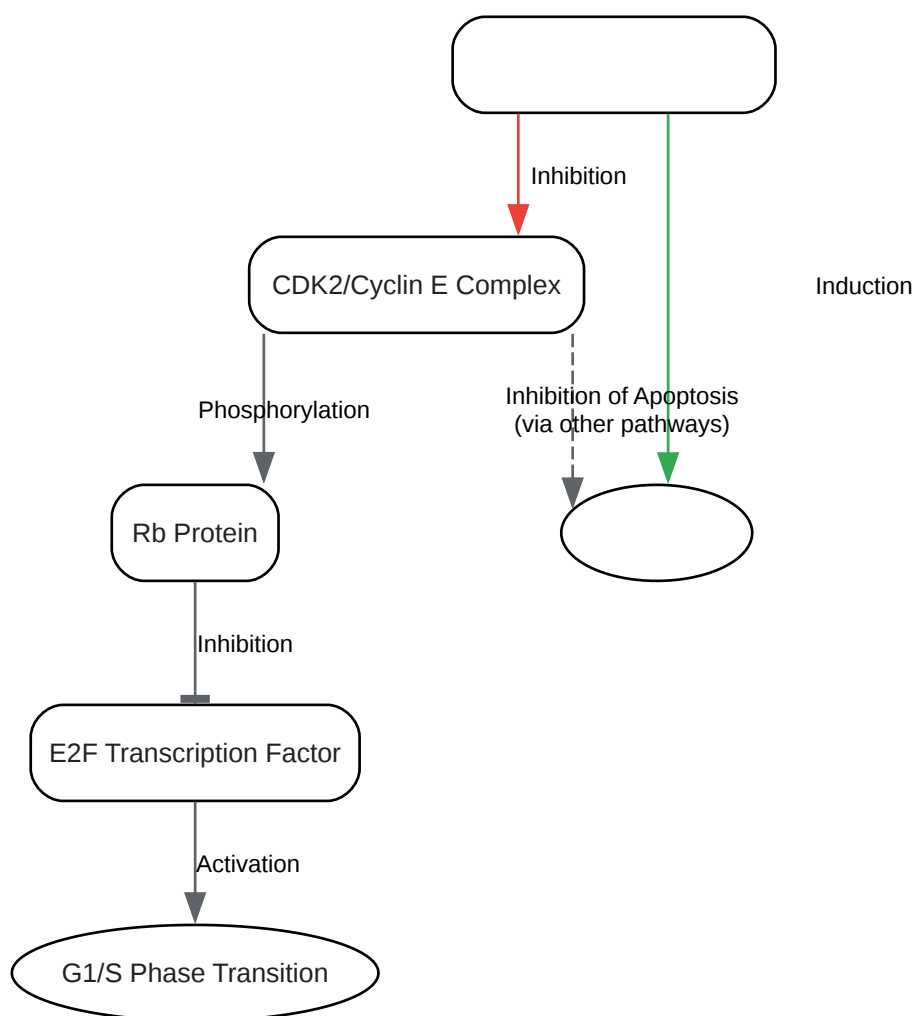 Inhibition
CDK2/Cyclin E Complex
Induction
Inhibition of Apoptosis
(via other pathways)
Phosphorylation
Rb Protein
Inhibition
E2F Transcription Factor
Activation
G1/S Phase Transition